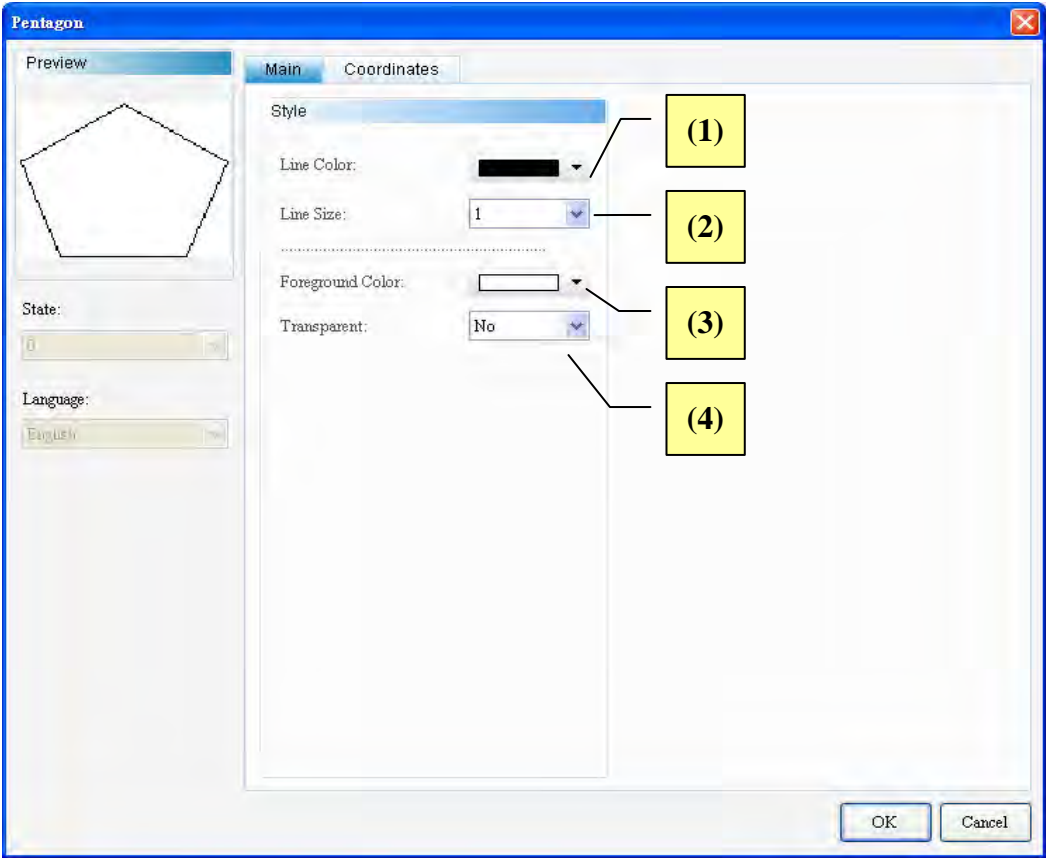 Pentagon
Preview
Main Coordinates
Style
Line Color:
(1)
Line Size: 1
(2)
Foreground Color:
(3)
Transparent: No
(4)
State:
0
Language:
English
OK Cancel